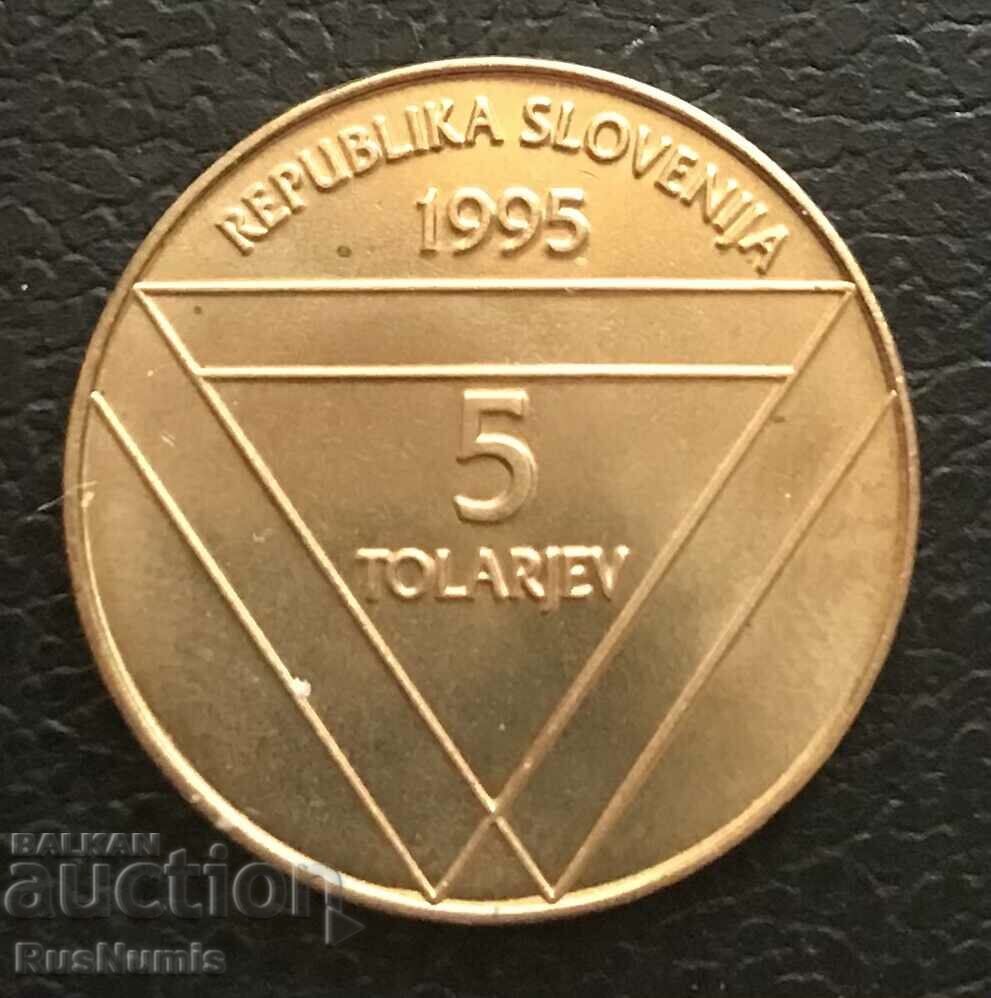 REPUBLIKA SLOVENIJA
1995
5
TOLARJEV
BALKAN
auction
RusNumis